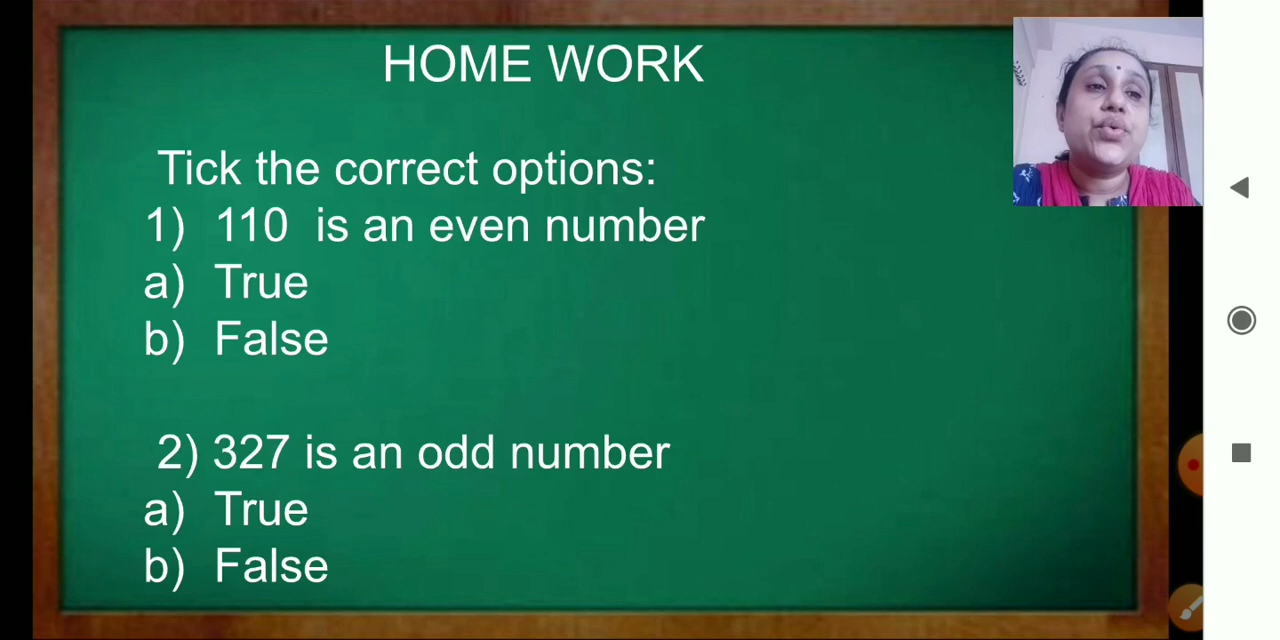 HOME WORK
Tick the correct options:
1) 110 is an even number
a) True
b) False
2) 327 is an odd number
a) True
b) False